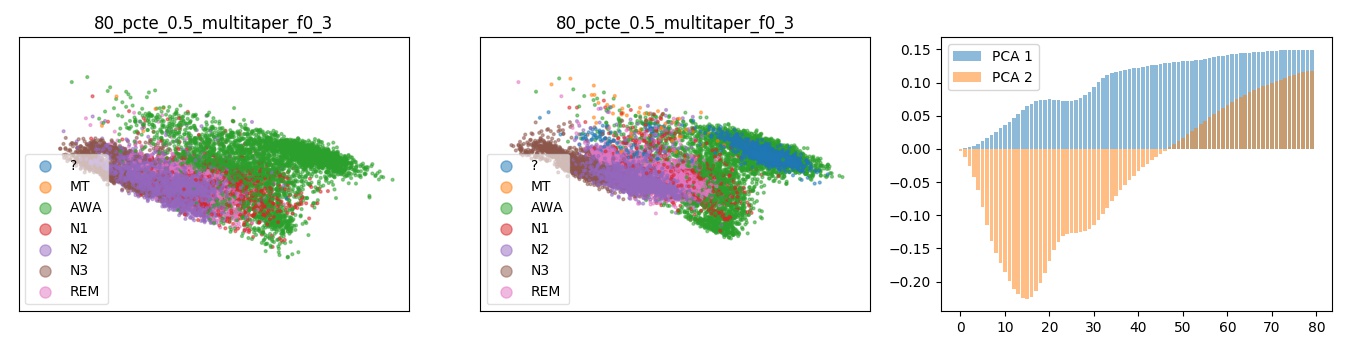 80_pcte_0.5_multitaper_f0_3
?
MT
AWA
N1
N2
N3
REM
80_pcte_0.5_multitaper_f0_3
?
MT
AWA
N1
N2
N3
REM
PCA 1
PCA 2
0.15
0.10
0.05
0.00
−0.05
−0.10
−0.15
−0.20
0 10 20 30 40 50 60 70 80